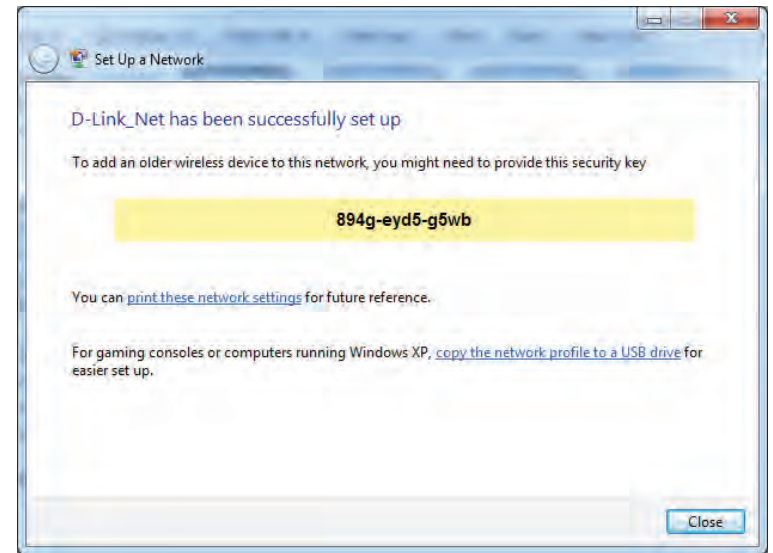 Set Up a Network
D-Link_Net has been successfully set up
To add an older wireless device to this network, you might need to provide this security key
894g-eyd5-g5wb
You can print these network settings for future reference.
For gaming consoles or computers running Windows XP, copy the network profile to a USB drive for
easier set up.
Close